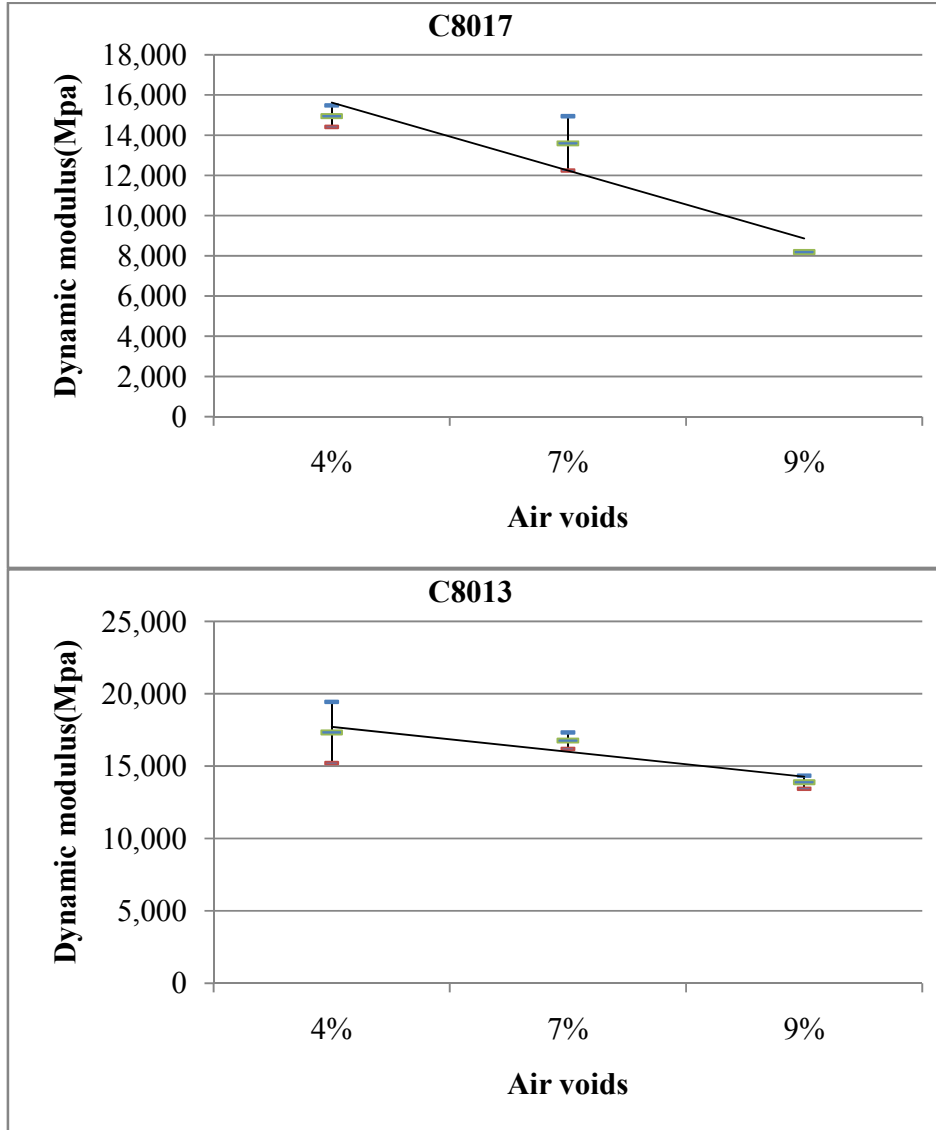 C8017
Dynamic modulus(Mpa)
18,000
16,000
14,000
12,000
10,000
8,000
6,000
4,000
2,000
0
4% 7% 9%
Air voids
C8013
Dynamic modulus(Mpa)
25,000
20,000
15,000
10,000
5,000
0
4% 7% 9%
Air voids